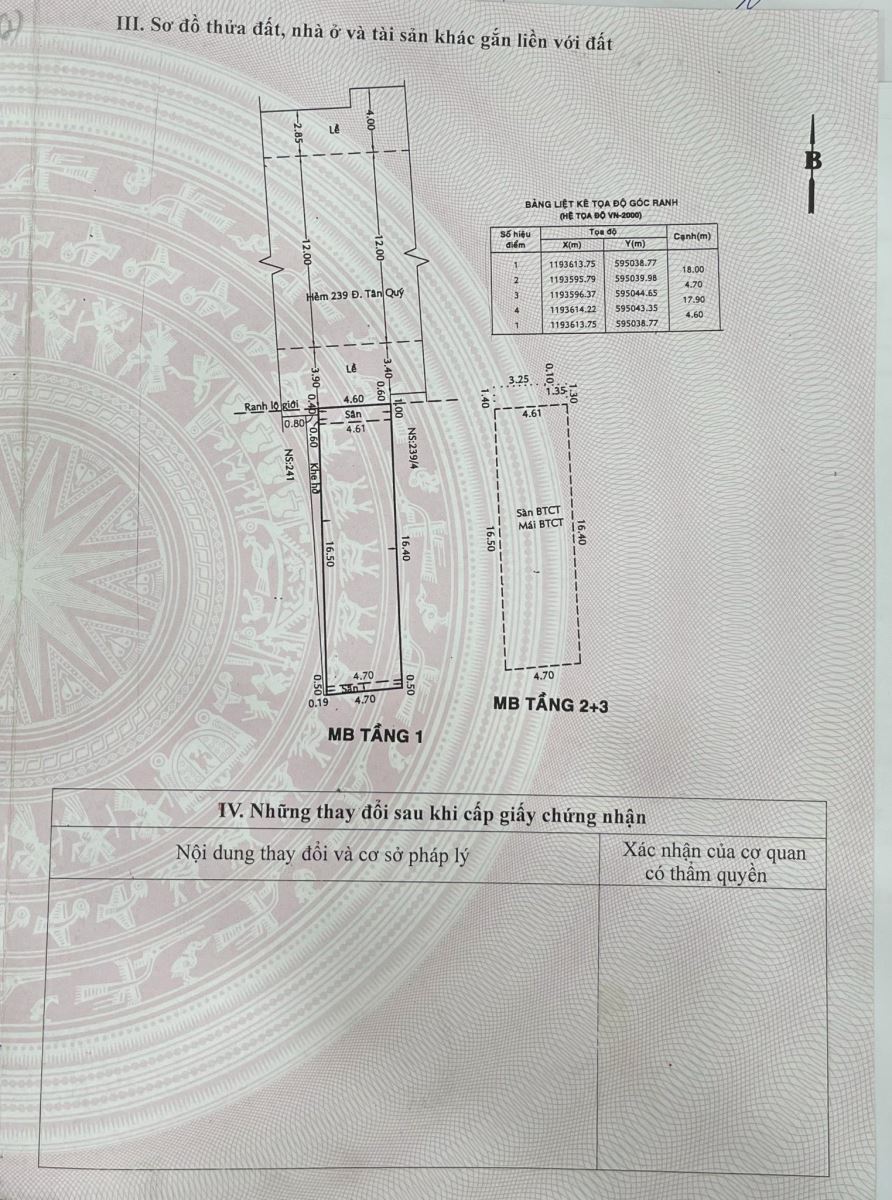 III. Sơ đồ thửa đất, nhà ở và tài sản khác gắn liền với đất
2.85
Lề
4.00
12.00
12.00
Hẻm 239 Đ. Tân Quý
Lề
3.90
3.40
Ranh lộ giới
0.40
4.60
0.60
Sân
1.00
0.80
0.60
4.61
NS:241
Khe hở
NS:239/4
16.50
16.40
0.50
4.70
Sân
0.50
0.19
4.70
MB TẦNG 1
B
BẢNG LIỆT KÊ TỌA ĐỘ GÓC RANH
(HỆ TỌA ĐỘ VN-2000)
Số hiệu điểm Tọa độ Cạnh(m)
X(m) Y(m)
1 1193613.75 595038.77
18.00
2 1193595.79 595039.98
4.70
3 1193596.37 595044.65
17.90
4 1193614.22 595043.35
4.60
1 1193613.75 595038.77
3.25
0.10
1.35
1.30
1.40
4.61
Sàn BTCT
Mái BTCT
16.50
16.40
4.70
MB TẦNG 2+3
IV. Những thay đổi sau khi cấp giấy chứng nhận
Nội dung thay đổi và cơ sở pháp lý
Xác nhận của cơ quan
có thẩm quyền